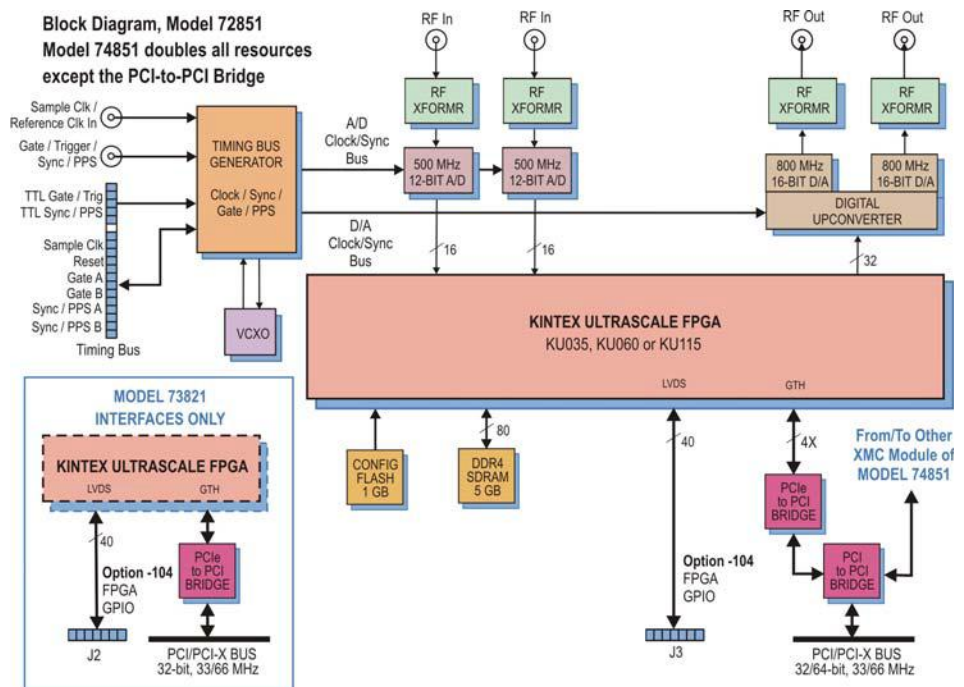 Block Diagram, Model 72851
Model 74851 doubles all resources
except the PCI-to-PCI Bridge
RF In
RF In
RF Out
RF Out
Sample Clk /
Reference Clk In
Gate / Trigger /
Sync / PPS
TTL Gate / Trig
TTL Sync / PPS
Sample Clk
Reset
Gate A
Gate B
Sync / PPS A
Sync / PPS B
Timing Bus
TIMING BUS
GENERATOR
Clock / Sync /
Gate / PPS
VCXO
A/D
Clock/Sync
Bus
D/A
Clock/Sync
Bus
RF
XFORMR
RF
XFORMR
500 MHz
12-BIT A/D
500 MHz
12-BIT A/D
16
16
RF
XFORMR
RF
XFORMR
800 MHz
16-BIT D/A
800 MHz
16-BIT D/A
DIGITAL
UPCONVERTER
32
KINTEX ULTRASCALE FPGA
KU035, KU060 or KU115
LVDS
GTH
CONFIG
FLASH
1 GB
80
DDR4
SDRAM
5 GB
40
4X
From/To Other
XMC Module of
MODEL 74851
PCIe
to PCI
BRIDGE
PCI
to PCI
BRIDGE
Option -104
FPGA
GPIO
J3
PCI/PCI-X BUS
32/64-bit, 33/66 MHz
MODEL 73821
INTERFACES ONLY
KINTEX ULTRASCALE FPGA
LVDS
GTH
40
PCIe
to PCI
BRIDGE
Option -104
FPGA
GPIO
J2
PCI/PCI-X BUS
32-bit, 33/66 MHz